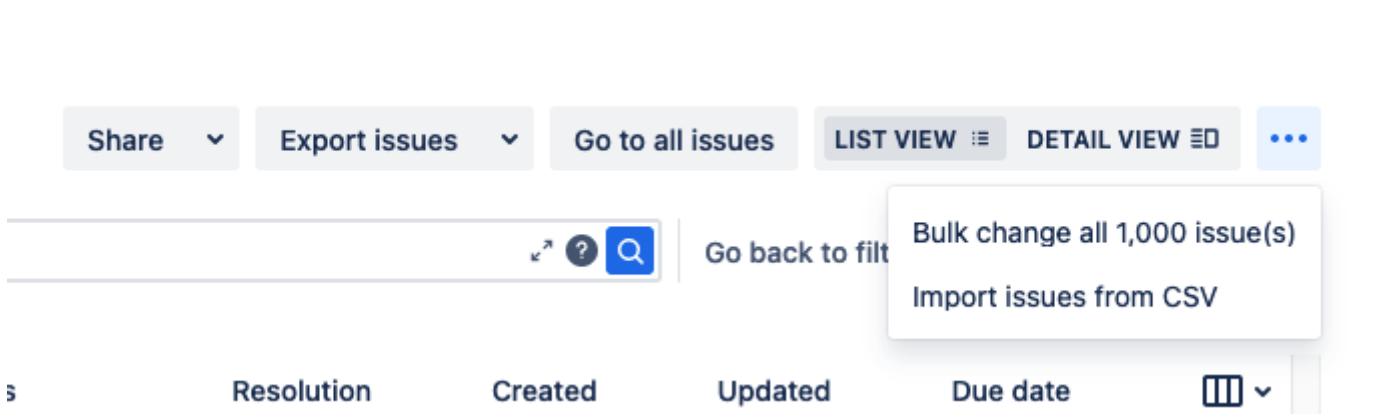 Share
Export issues
Go to all issues
LIST VIEW
DETAIL VIEW
Bulk change all 1,000 issue(s)
?
Go back to filt
Import issues from CSV
s
Resolution
Created
Updated
Due date